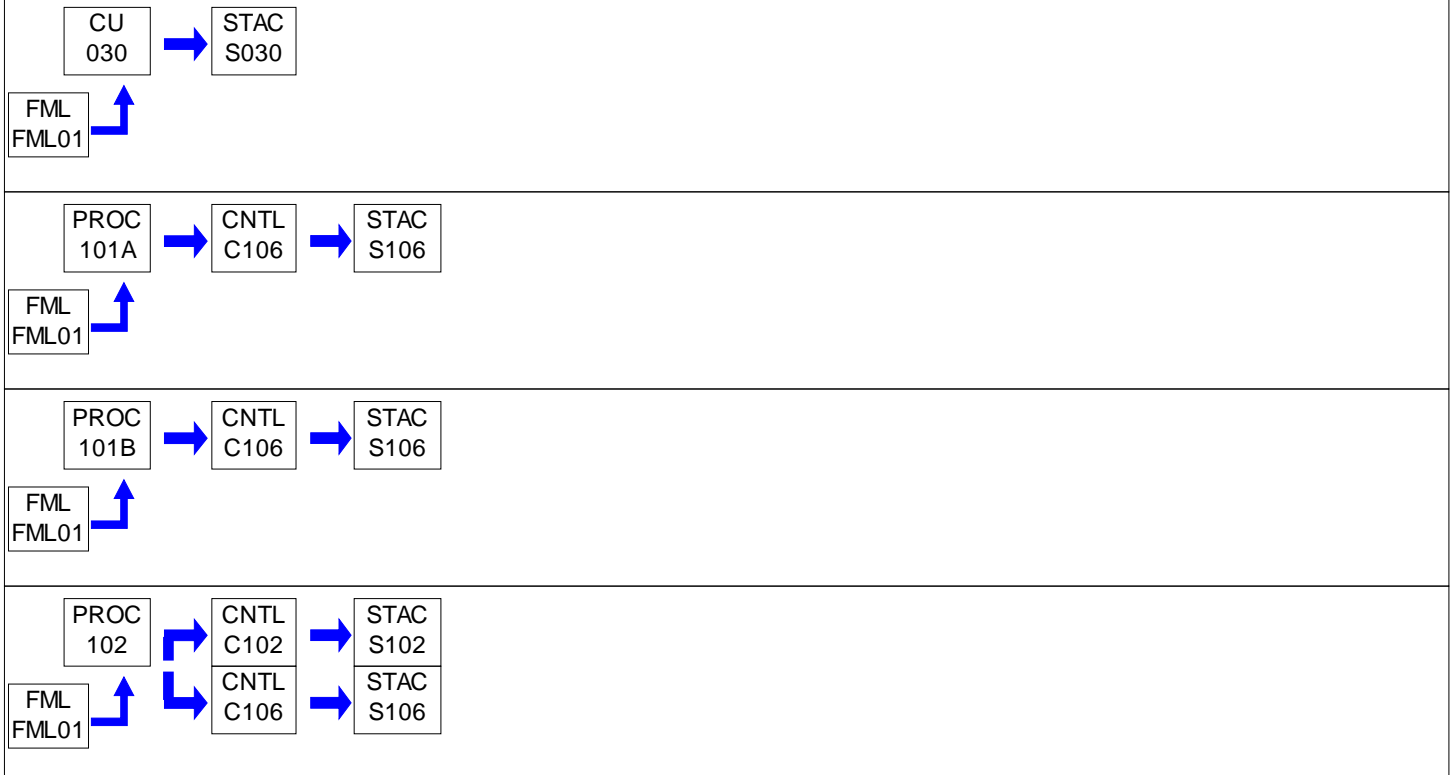 CU
030
STAC
S030
FML
FML01
PROC
101A
CNTL
C106
STAC
S106
FML
FML01
PROC
101B
CNTL
C106
STAC
S106
FML
FML01
PROC
102
CNTL
C102
STAC
S102
CNTL
C106
STAC
S106
FML
FML01